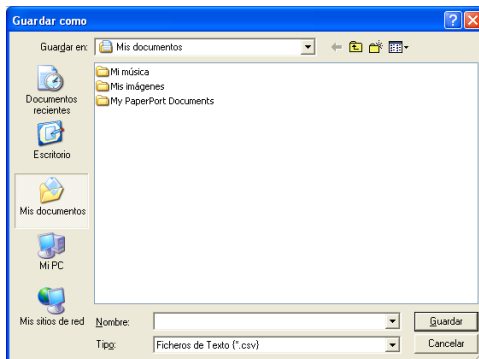 Guardar como
Guardar en: Mis documentos
Mi música
Mis imágenes
My PaperPort Documents
Documentos
recientes
Escritorio
Mis documentos
Mi PC
Mis sitios de red
Nombre:
Guardar
Tipo: Ficheros de Texto (*.csv)
Cancelar